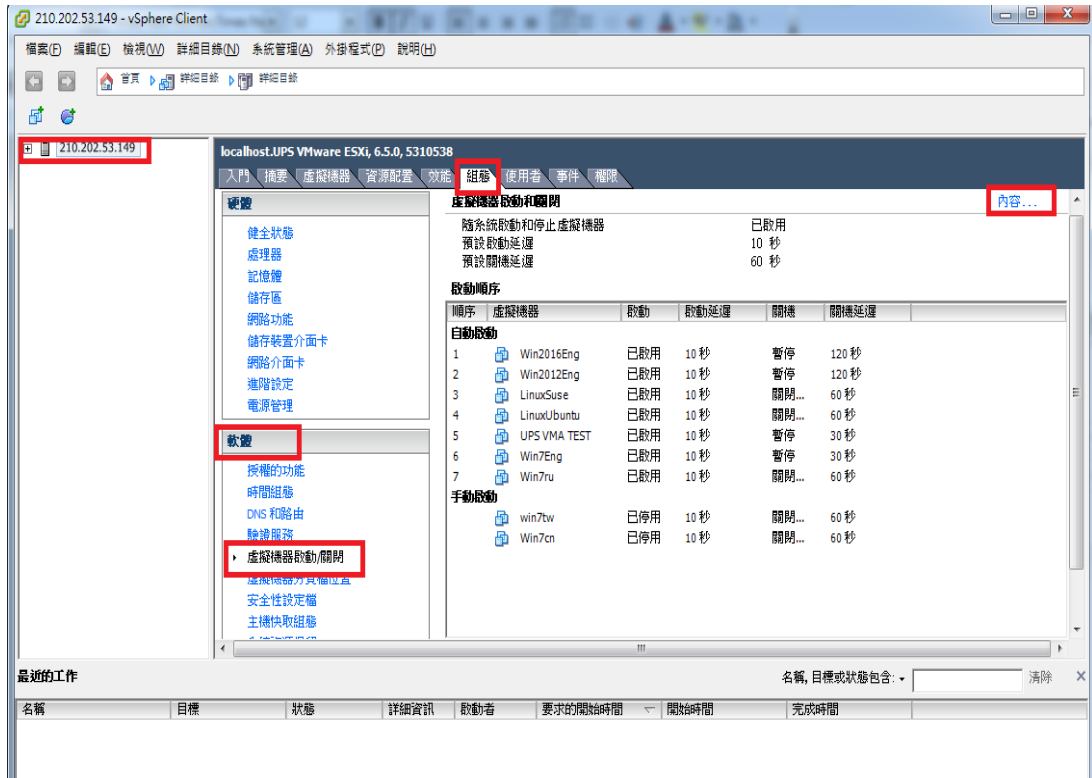 210.202.53.149 - vSphere Client
檔案(F) 編輯(E) 檢視(W) 詳細目錄(N) 系統管理(A) 外掛程式(P) 說明(H)
首頁 詳細目錄 詳細目錄
210.202.53.149
localhost.UPS VMware ESXi, 6.5.0, 5310538
入門 摘要 虛擬機器 資源配置 效能 組態 使用者 事件 權限
硬體
健全狀態
處理器
記憶體
儲存區
網路功能
儲存裝置介面卡
網路介面卡
進階設定
電源管理
軟體
授權的功能
時間組態
DNS 和路由
驗證服務
虛擬機器啟動/關閉
虛擬機器分頁檔位置
安全性設定檔
主機快取組態
虛擬機器啟動和關閉 內容...
隨系統啟動和停止虛擬機器 已啟用
預設啟動延遲 10 秒
預設關機延遲 60 秒
啟動順序
順序 虛擬機器 啟動 啟動延遲 關機 關機延遲
自動啟動
1 Win2016Eng 已啟用 10 秒 暫停 120 秒
2 Win2012Eng 已啟用 10 秒 暫停 120 秒
3 LinuxSuse 已啟用 10 秒 關閉... 60 秒
4 LinuxUbuntu 已啟用 10 秒 關閉... 60 秒
5 UPS VMA TEST 已啟用 10 秒 暫停 30 秒
6 Win7Eng 已啟用 10 秒 暫停 30 秒
7 Win7ru 已啟用 10 秒 關閉... 60 秒
手動啟動
win7tw 已停用 10 秒 關閉... 60 秒
Win7cn 已停用 10 秒 關閉... 60 秒
最近的工作 名稱, 目標或狀態包含: 清除
名稱 目標 狀態 詳細資訊 啟動者 要求的開始時間 開始時間 完成時間